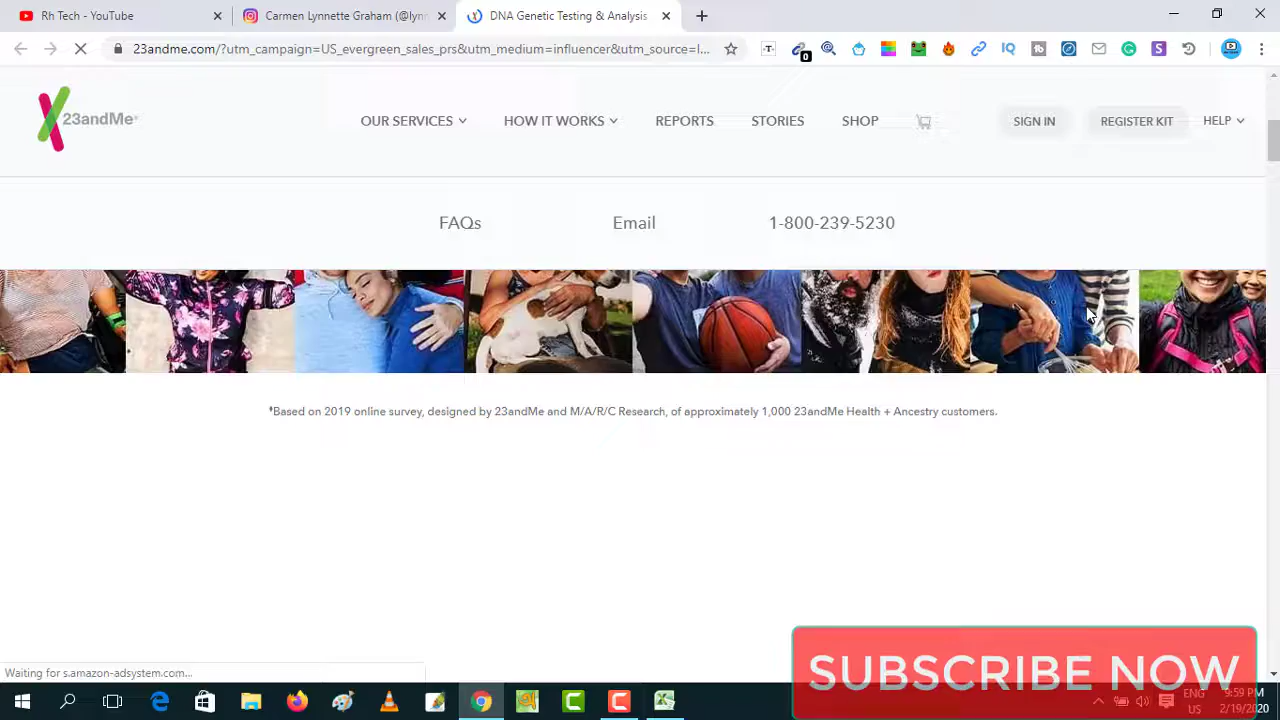 Rh Tech - YouTube
Carmen Lynnette Graham (@lynn
DNA Genetic Testing & Analysis
23andme.com/?utm_campaign=US_evergreen_sales_prs&utm_medium=influencer&utm_source=I...
-T-
0
IQ
S
23andMe
OUR SERVICES
HOW IT WORKS
REPORTS
STORIES
SHOP
SIGN IN
REGISTER KIT
HELP
FAQs
Email
1-800-239-5230
Based on 2019 online survey, designed by 23andMe and M/A/R/C Research, of approximately 1,000 23andMe Health + Ancestry customers.
Waiting for s.amazon-adsystem.com...
SUBSCRIBE NOW
ENG
US
9:59 PM
2/19/2020